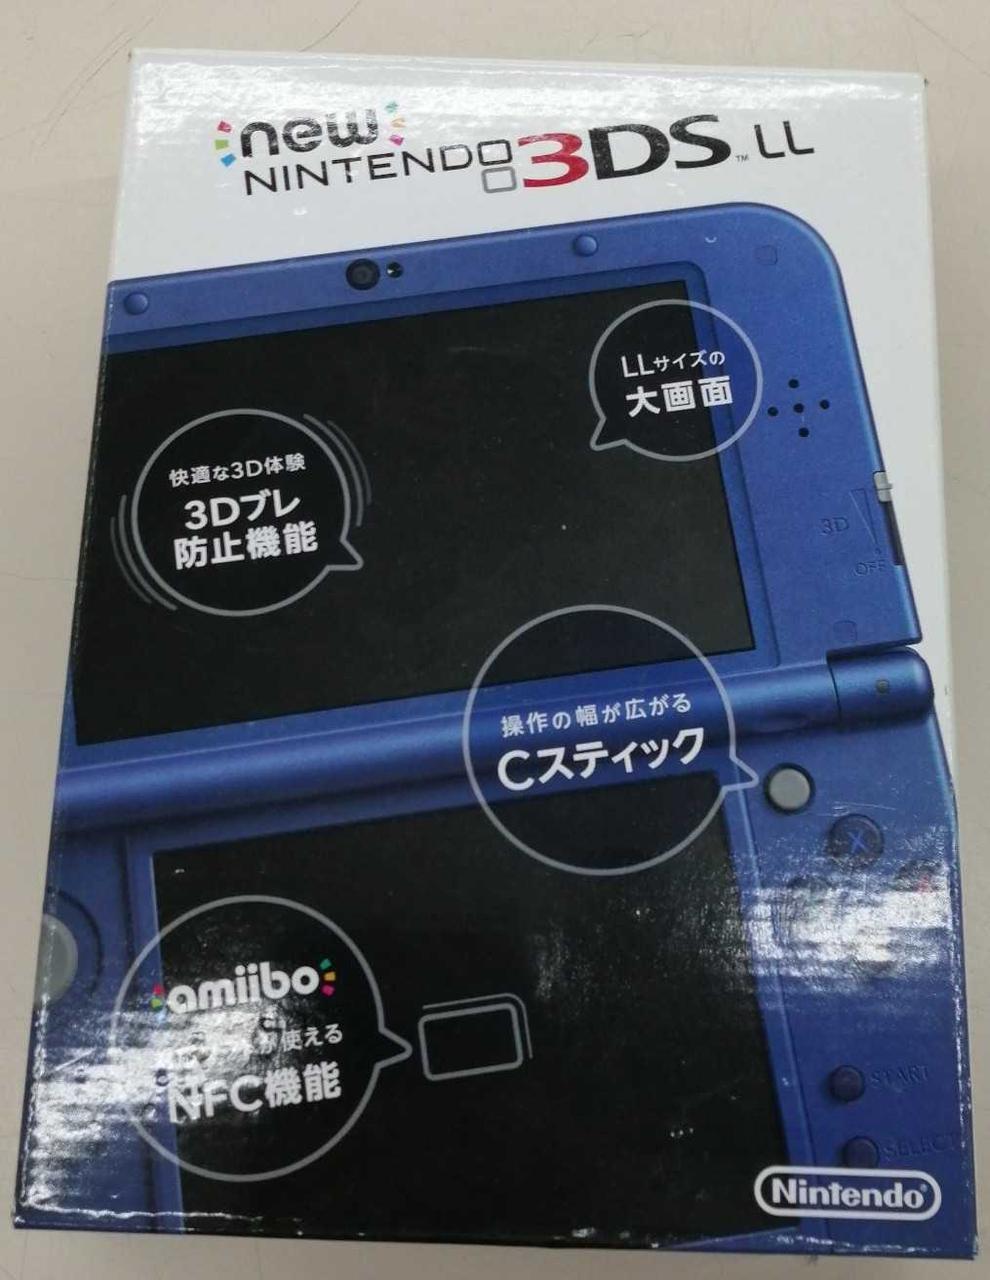 new
NINTENDO 3DS™ LL
LLサイズの
大画面
快適な3D体験
3Dブレ
防止機能
3D
OFF
操作の幅が広がる
Cスティック
X
amiibo
が使える
NFC機能
START
SELECT
Nintendo